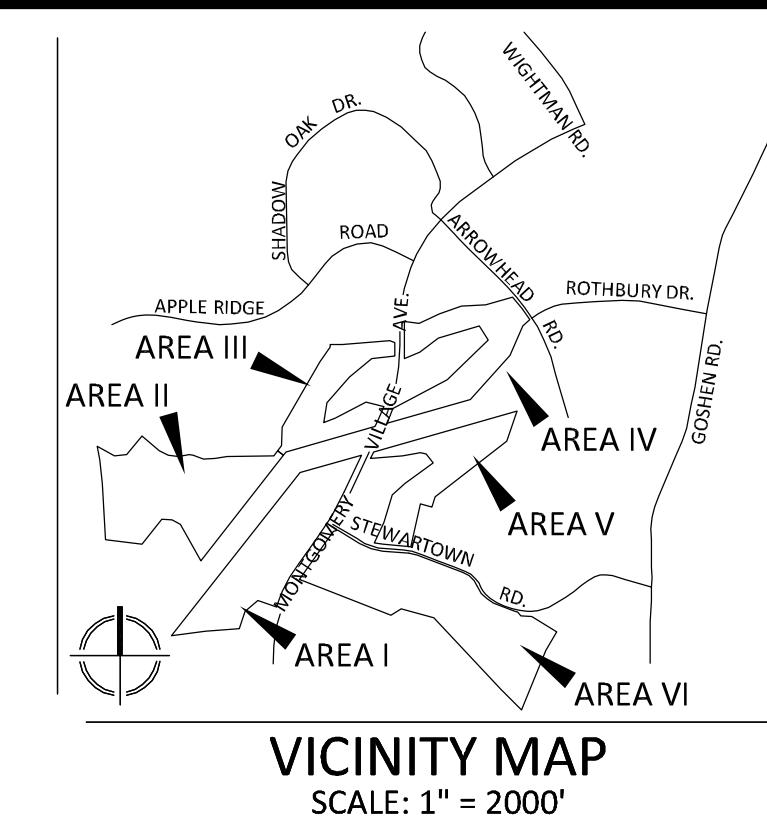 WIGHTMAN RD.
SHADOW OAK DR.
APPLE RIDGE ROAD
ARROWHEAD RD.
ROTHBURY DR.
GOSHEN RD.
MONTGOMERY VILLAGE AVE.
STEWARTOWN RD.
AREA III
AREA II
AREA IV
AREA V
AREA I
AREA VI
VICINITY MAP
SCALE: 1" = 2000'